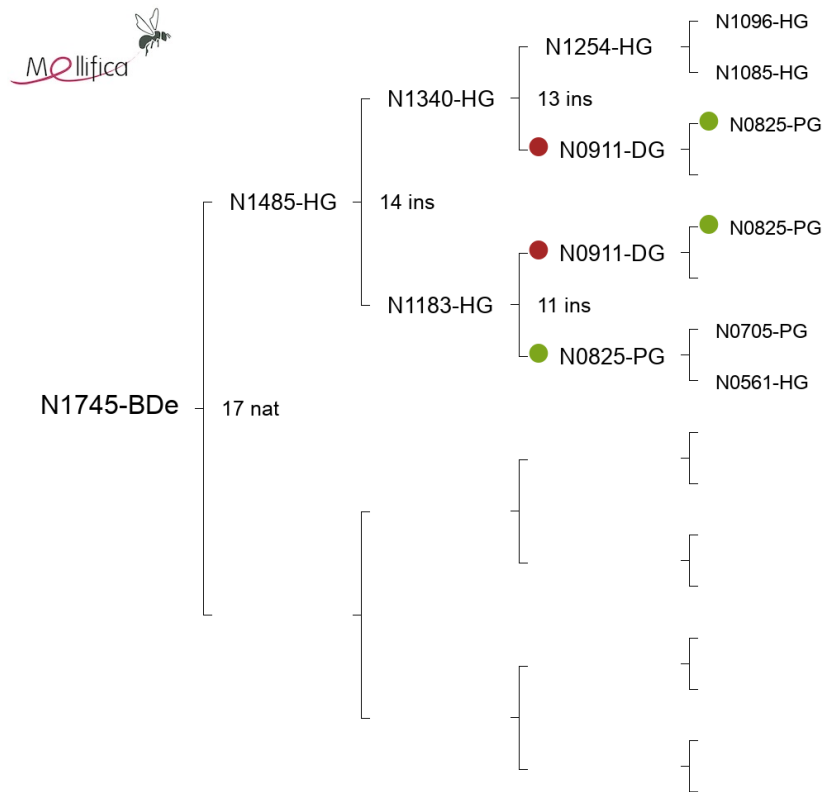 Mellifica
N1096-HG
N1254-HG
N1085-HG
N1340-HG
13 ins
N0911-DG
N0825-PG
N1485-HG
14 ins
N0911-DG
N0825-PG
N1183-HG
11 ins
N0825-PG
N0705-PG
N0561-HG
N1745-BDe
17 nat